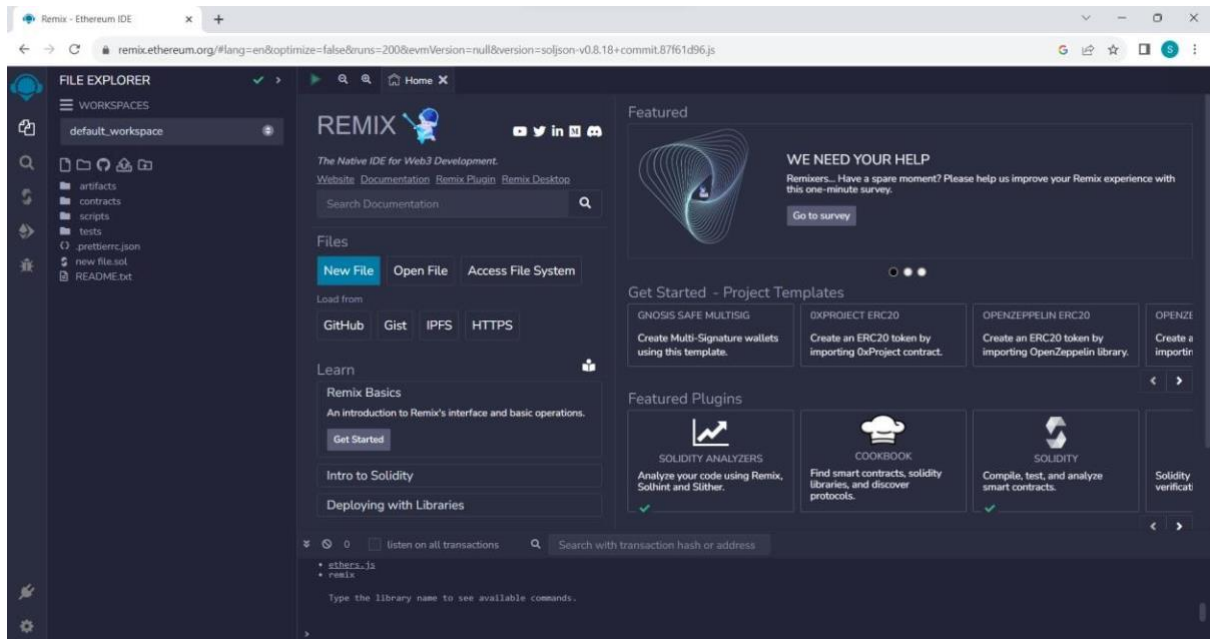 Remix - Ethereum IDE
remix.ethereum.org/#lang=en&optimize=false&runs=200&evmVersion=null&version=soljson-v0.8.18+commit.87f61d96.js
S
FILE EXPLORER
WORKSPACES
default_workspace
artifacts
contracts
scripts
tests
.prettierrc.json
new file.sol
README.txt
Home
REMIX
The Native IDE for Web3 Development.
Website Documentation Remix Plugin Remix Desktop
Search Documentation
Files
New File Open File Access File System
Load from
GitHub Gist IPFS HTTPS
Learn
Remix Basics
An introduction to Remix's interface and basic operations.
Get Started
Intro to Solidity
Deploying with Libraries
Featured
WE NEED YOUR HELP
Remixers... Have a spare moment? Please help us improve your Remix experience with
this one-minute survey.
Go to survey
Get Started - Project Templates
GNOSIS SAFE MULTISIG
Create Multi-Signature wallets
using this template.
0XPROJECT ERC20
Create an ERC20 token by
importing 0xProject contract.
OPENZEPPELIN ERC20
Create an ERC20 token by
importing OpenZeppelin library.
OPENZE
Create a
importin
Featured Plugins
SOLIDITY ANALYZERS
Analyze your code using Remix,
Solhint and Slither.
COOKBOOK
Find smart contracts, solidity
libraries, and discover
protocols.
SOLIDITY
Compile, test, and analyze
smart contracts.
Solidity
verificati
0 listen on all transactions Search with transaction hash or address
• ethers.js
• remix
Type the library name to see available commands.
>